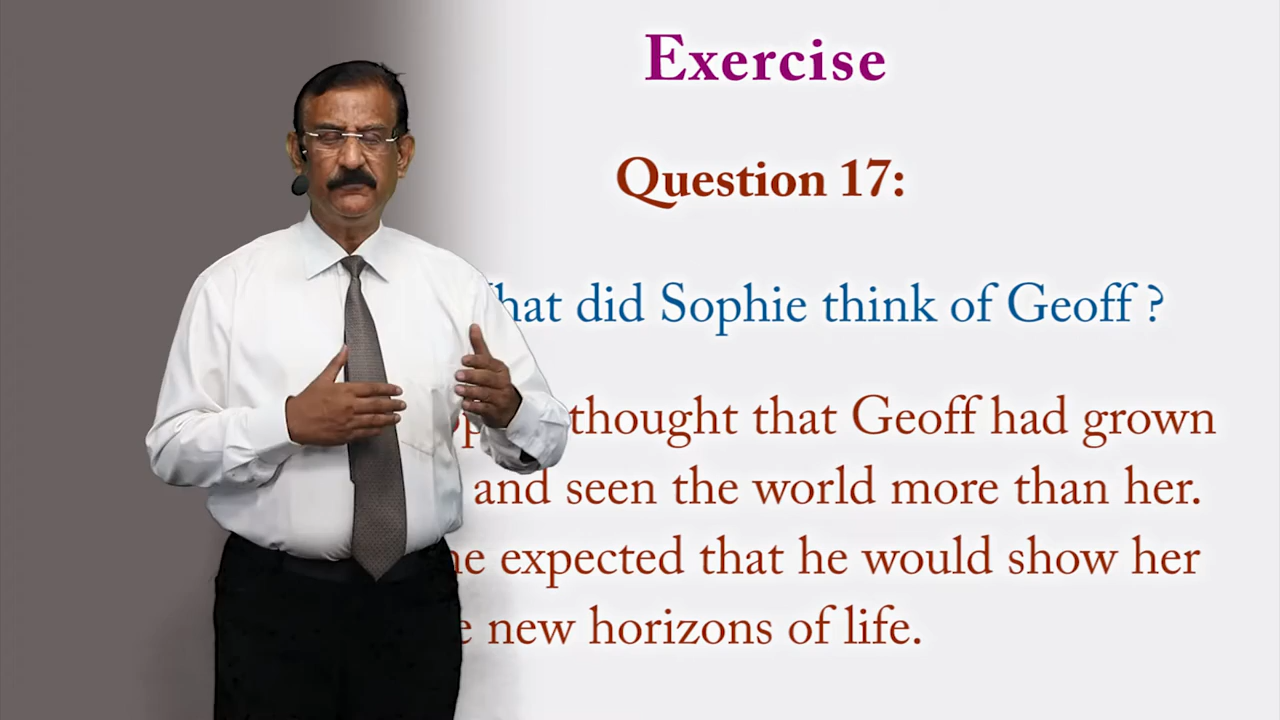 Exercise
Question 17:
did Sophie think of Geoff ?
thought that Geoff had grown
and seen the world more than her.
expected that he would show her
new horizons of life.